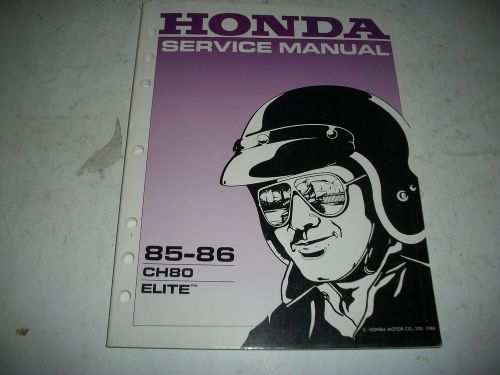 HONDA
SERVICE MANUAL
85-86
CH80
ELITE™
© HONDA MOTOR CO., LTD. 1986